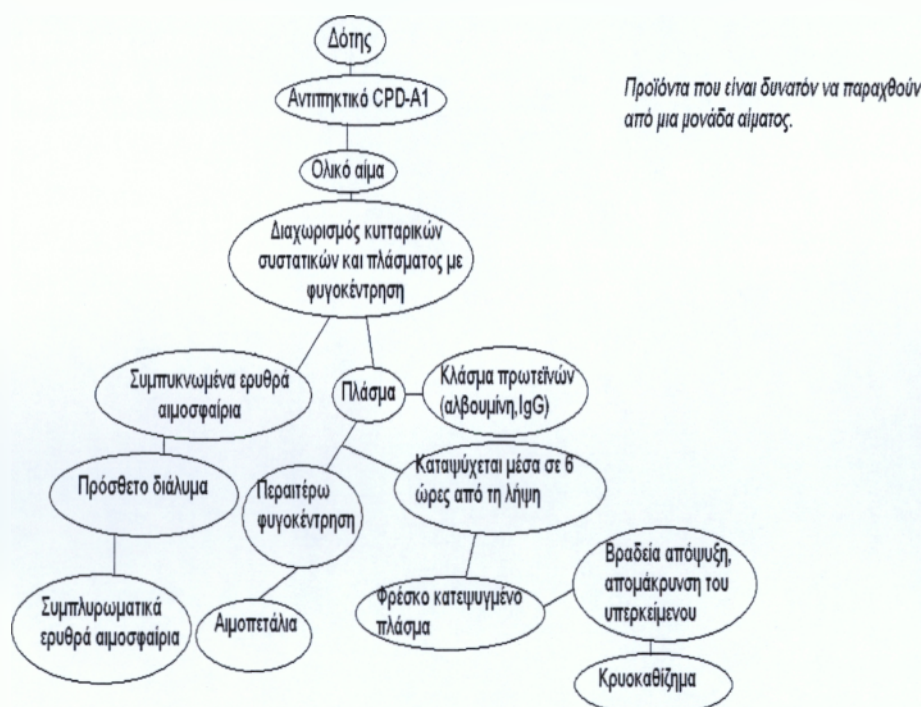 Δότης
Προϊόντα που είναι δυνατόν να παραχθούν
από μια μονάδα αίματος.
Αντιπηκτικό CPD-A1
Ολικό αίμα
Διαχωρισμός κυτταρικών
συστατικών και πλάσματος με
φυγοκέντρηση
Συμπυκνωμένα ερυθρά
αιμοσφαίρια
Πλάσμα
Κλάσμα πρωτεϊνών
(αλβουμίνη,IgG)
Πρόσθετο διάλυμα
Περαιτέρω
φυγοκέντρηση
Καταψύχεται μέσα σε 6
ώρες από τη λήψη
Συμπλυρωματικά
ερυθρά αιμοσφαίρια
Αιμοπετάλια
Φρέσκο κατεψυγμένο
πλάσμα
Βραδεία απόψυξη,
απομάκρυνση του
υπερκείμενου
Κρυοκαθίζημα